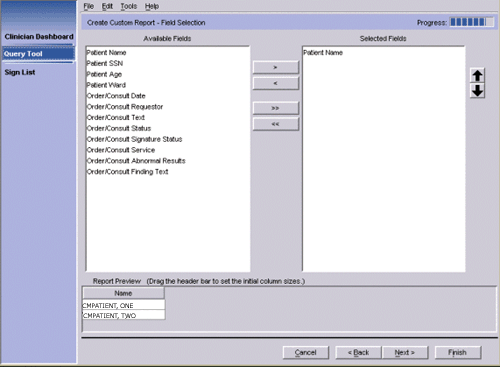 File Edit Tools Help
Create Custom Report - Field Selection
Progress:
Clinician Dashboard
Query Tool
Sign List
Available Fields
Patient Name
Patient SSN
Patient Age
Patient Ward
Order/Consult Date
Order/Consult Requestor
Order/Consult Text
Order/Consult Status
Order/Consult Signature Status
Order/Consult Service
Order/Consult Abnormal Results
Order/Consult Finding Text
>
<
>>
<<
Selected Fields
Patient Name
Report Preview (Drag the header bar to set the initial column sizes.)
Name
CMPATIENT, ONE
CMPATIENT, TWO
Cancel
< Back
Next >
Finish